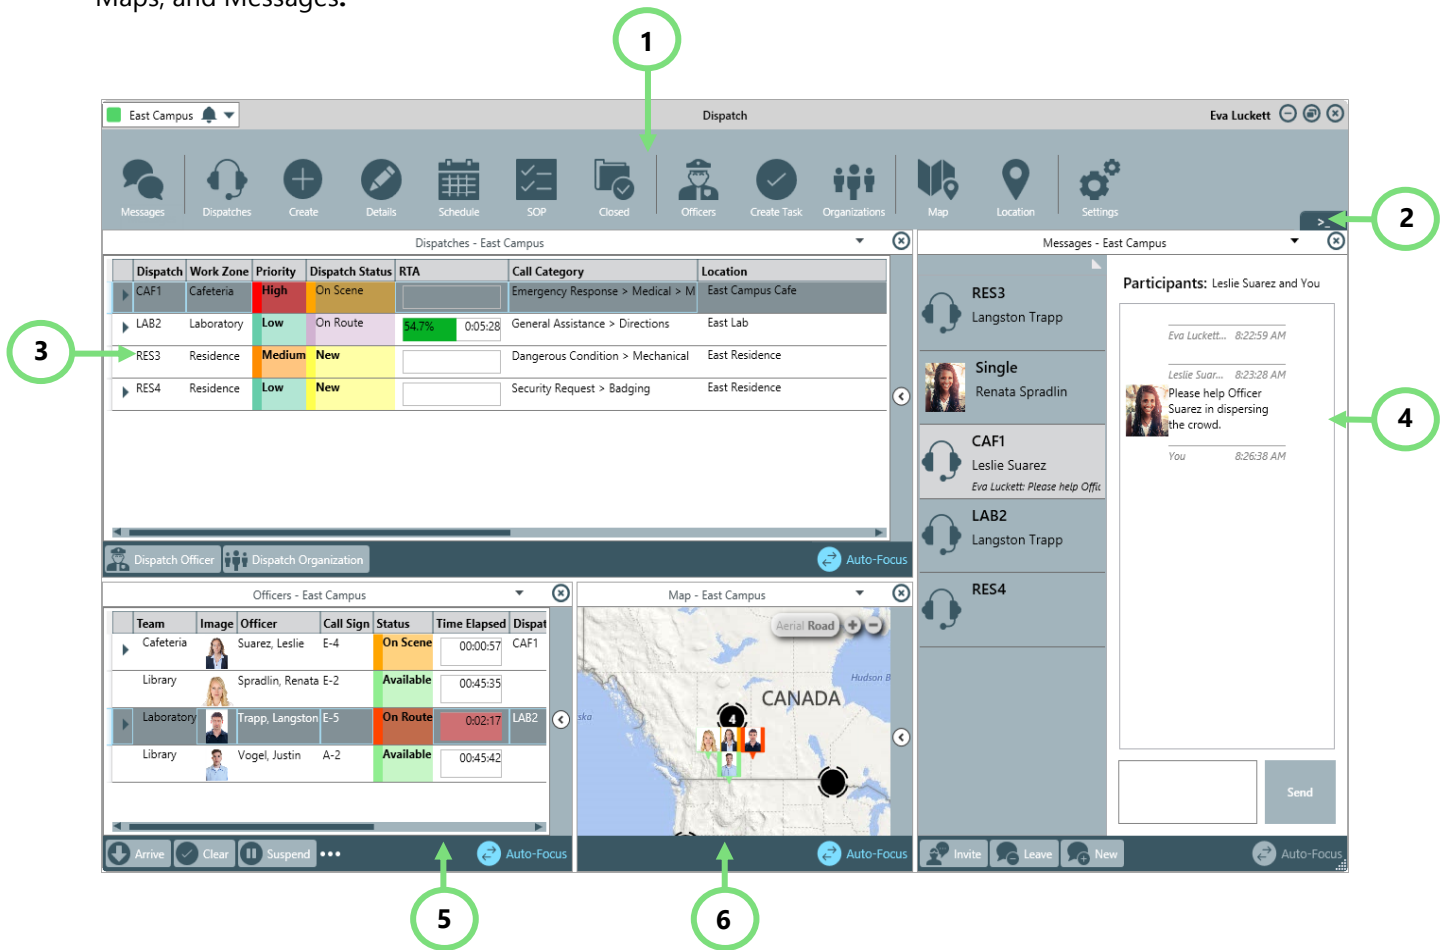 Maps, and Messages.
1
East Campus
Dispatch
Eva Luckett
Messages
Dispatches
Create
Details
Schedule
SOP
Closed
Officers
Create Task
Organizations
Map
Location
Settings
>_
2
Dispatches - East Campus
Dispatch Work Zone Priority Dispatch Status RTA Call Category Location
CAF1 Cafeteria High On Scene Emergency Response > Medical > M East Campus Cafe
LAB2 Laboratory Low On Route 54.7% 0:05:28 General Assistance > Directions East Lab
3
RES3 Residence Medium New Dangerous Condition > Mechanical East Residence
RES4 Residence Low New Security Request > Badging East Residence
Dispatch Officer
Dispatch Organization
Auto-Focus
Messages - East Campus
RES3
Langston Trapp
Single
Renata Spradlin
CAF1
Leslie Suarez
Eva Luckett: Please help Offic
LAB2
Langston Trapp
RES4
Participants: Leslie Suarez and You
Eva Luckett... 8:22:59 AM
Leslie Suar... 8:23:28 AM
Please help Officer
Suarez in dispersing
the crowd.
You 8:26:38 AM
4
Send
Invite
Leave
New
Auto-Focus
Officers - East Campus
Team Image Officer Call Sign Status Time Elapsed Dispat
Cafeteria Suarez, Leslie E-4 On Scene 00:00:57 CAF1
Library Spradlin, Renata E-2 Available 00:45:35
Laboratory Trapp, Langston E-5 On Route 0:02:17 LAB2
Library Vogel, Justin A-2 Available 00:45:42
Arrive
Clear
Suspend
•••
Auto-Focus
Map - East Campus
Aerial Road + −
Hudson B
CANADA
ska
4
Auto-Focus
5
6